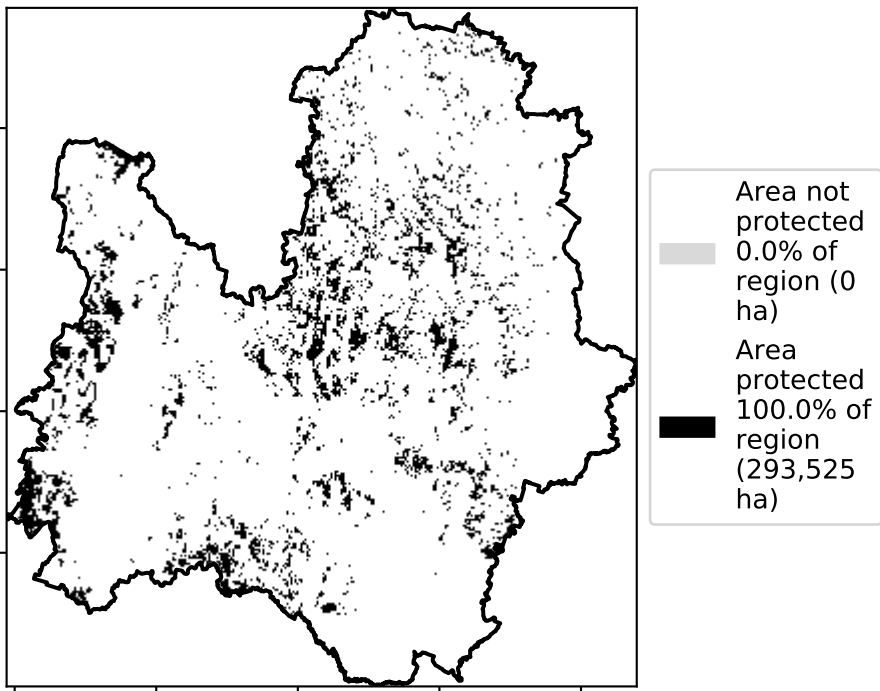 Area not
protected
0.0% of
region (0
ha)
Area
protected
100.0% of
region
(293,525
ha)